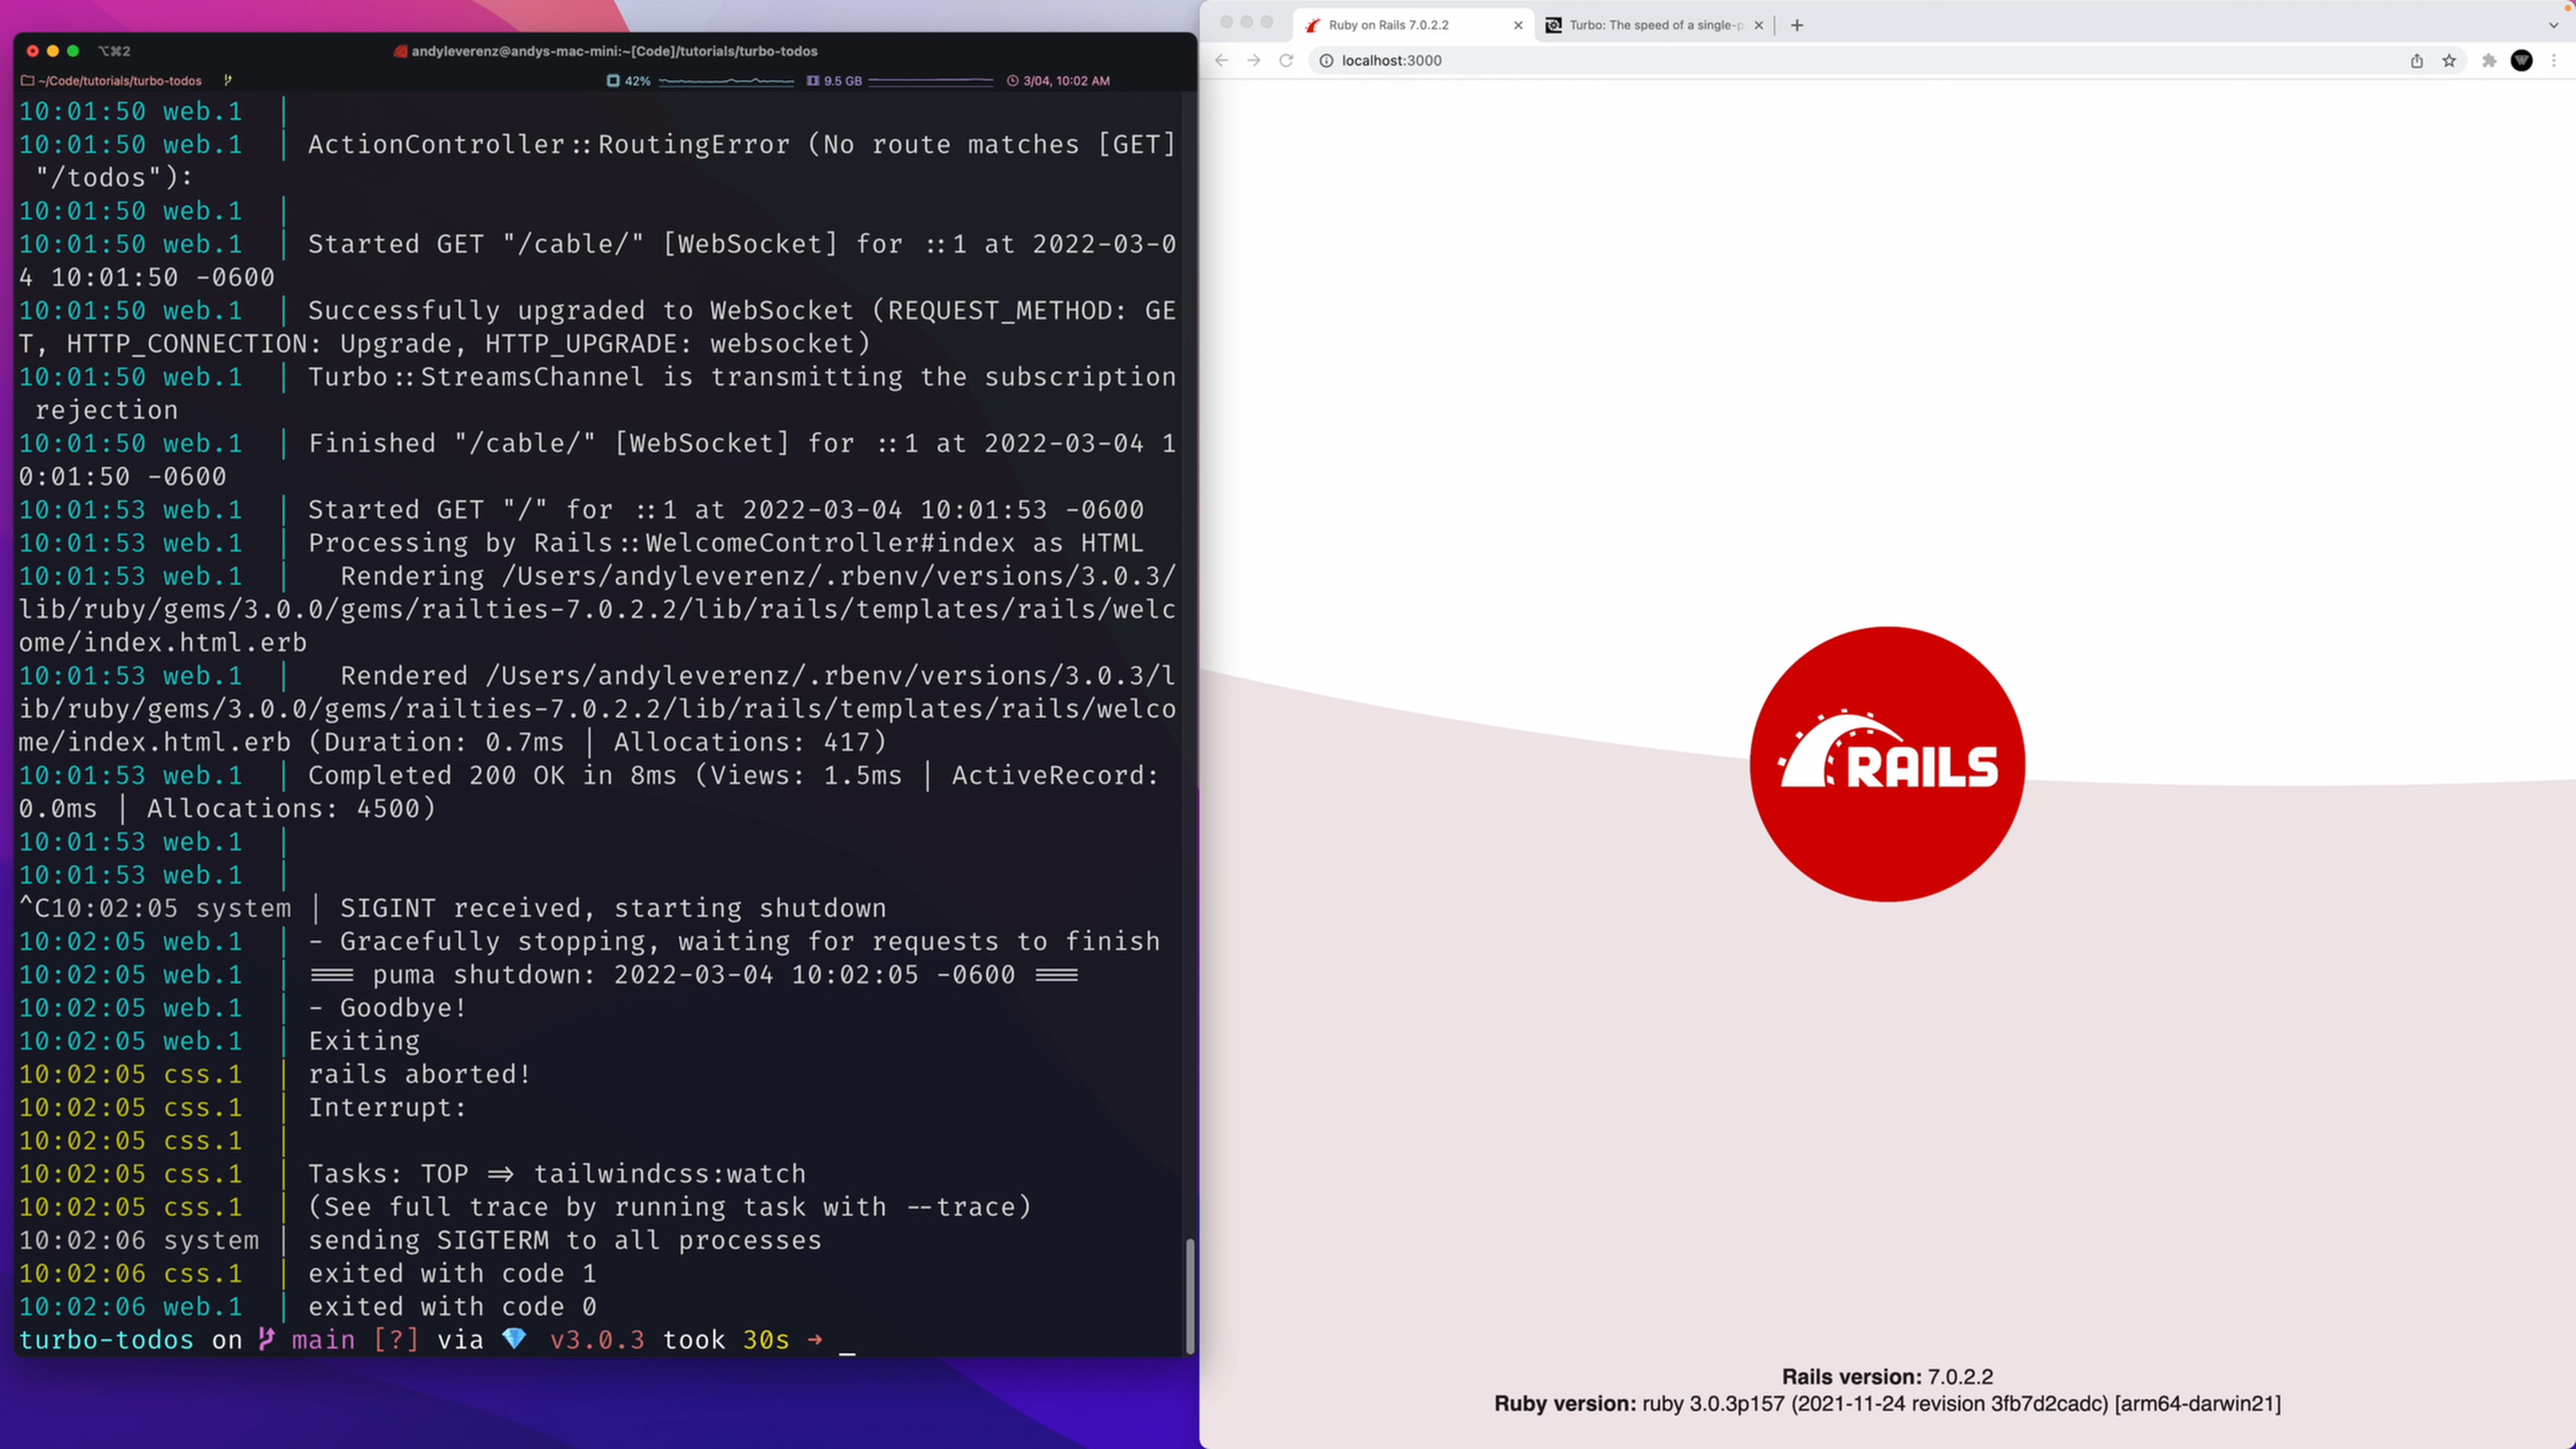 ⌥⌘2
andyleverenz@andys-mac-mini:~[Code]/tutorials/turbo-todos
~/Code/tutorials/turbo-todos
42%
9.5 GB
3/04, 10:02 AM
10:01:50 web.1 |
10:01:50 web.1 | ActionController::RoutingError (No route matches [GET]
"/todos"):
10:01:50 web.1 |
10:01:50 web.1 | Started GET "/cable/" [WebSocket] for ::1 at 2022-03-0
4 10:01:50 -0600
10:01:50 web.1 | Successfully upgraded to WebSocket (REQUEST_METHOD: GE
T, HTTP_CONNECTION: Upgrade, HTTP_UPGRADE: websocket)
10:01:50 web.1 | Turbo::StreamsChannel is transmitting the subscription
rejection
10:01:50 web.1 | Finished "/cable/" [WebSocket] for ::1 at 2022-03-04 1
0:01:50 -0600
10:01:53 web.1 | Started GET "/" for ::1 at 2022-03-04 10:01:53 -0600
10:01:53 web.1 | Processing by Rails::WelcomeController#index as HTML
10:01:53 web.1 | Rendering /Users/andyleverenz/.rbenv/versions/3.0.3/
lib/ruby/gems/3.0.0/gems/railties-7.0.2.2/lib/rails/templates/rails/welc
ome/index.html.erb
10:01:53 web.1 | Rendered /Users/andyleverenz/.rbenv/versions/3.0.3/l
ib/ruby/gems/3.0.0/gems/railties-7.0.2.2/lib/rails/templates/rails/welco
me/index.html.erb (Duration: 0.7ms | Allocations: 417)
10:01:53 web.1 | Completed 200 OK in 8ms (Views: 1.5ms | ActiveRecord:
0.0ms | Allocations: 4500)
10:01:53 web.1 |
10:01:53 web.1 |
^C10:02:05 system | SIGINT received, starting shutdown
10:02:05 web.1 | - Gracefully stopping, waiting for requests to finish
10:02:05 web.1 | === puma shutdown: 2022-03-04 10:02:05 -0600 ===
10:02:05 web.1 | - Goodbye!
10:02:05 web.1 | Exiting
10:02:05 css.1 | rails aborted!
10:02:05 css.1 | Interrupt:
10:02:05 css.1 |
10:02:05 css.1 | Tasks: TOP => tailwindcss:watch
10:02:05 css.1 | (See full trace by running task with --trace)
10:02:06 system | sending SIGTERM to all processes
10:02:06 css.1 | exited with code 1
10:02:06 web.1 | exited with code 0
turbo-todos on main [?] via 💎 v3.0.3 took 30s → _
Ruby on Rails 7.0.2.2
Turbo: The speed of a single-p
localhost:3000
RAILS
Rails version: 7.0.2.2
Ruby version: ruby 3.0.3p157 (2021-11-24 revision 3fb7d2cadc) [arm64-darwin21]